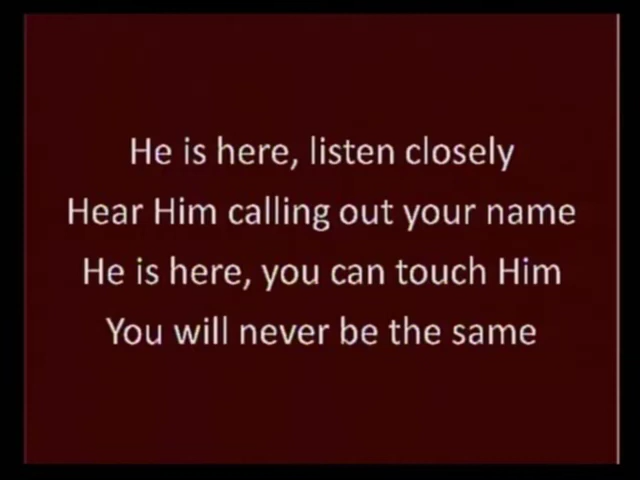 He is here, listen closely
Hear Him calling out your name
He is here, you can touch Him
You will never be the same